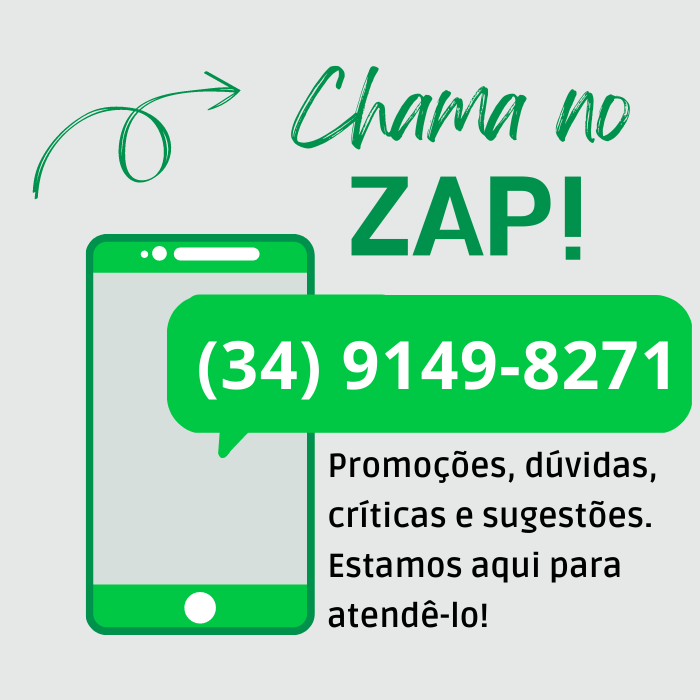 Chama no
ZAP!
(34) 9149-8271
Promoções, dúvidas,
críticas e sugestões.
Estamos aqui para
atendê-lo!